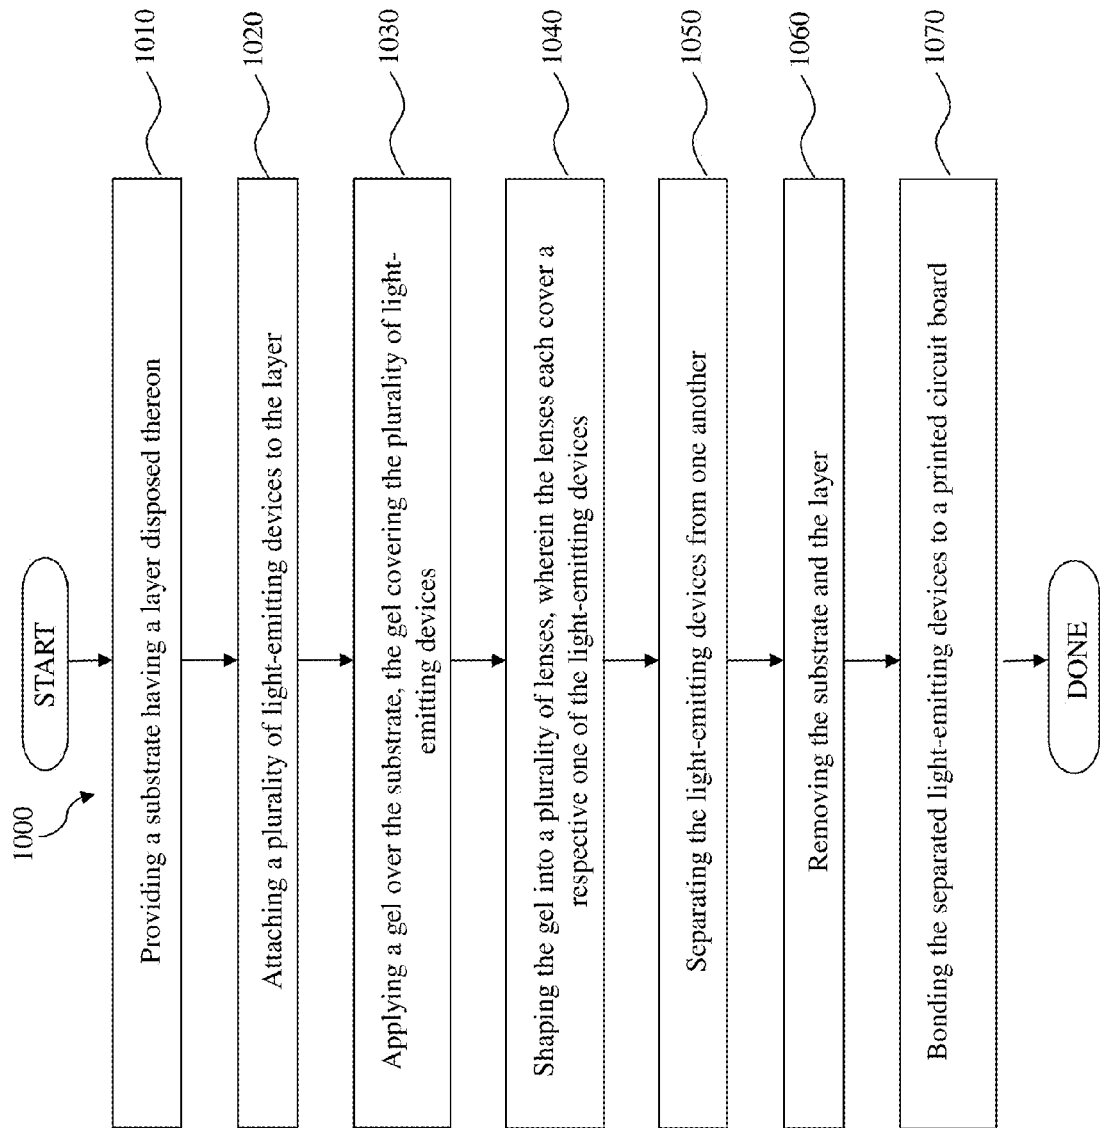 1000
START
Providing a substrate having a layer disposed thereon
1010
Attaching a plurality of light-emitting devices to the layer
1020
Applying a gel over the substrate, the gel covering the plurality of light-
emitting devices
1030
Shaping the gel into a plurality of lenses, wherein the lenses each cover a
respective one of the light-emitting devices
1040
Separating the light-emitting devices from one another
1050
Removing the substrate and the layer
1060
Bonding the separated light-emitting devices to a printed circuit board
1070
DONE